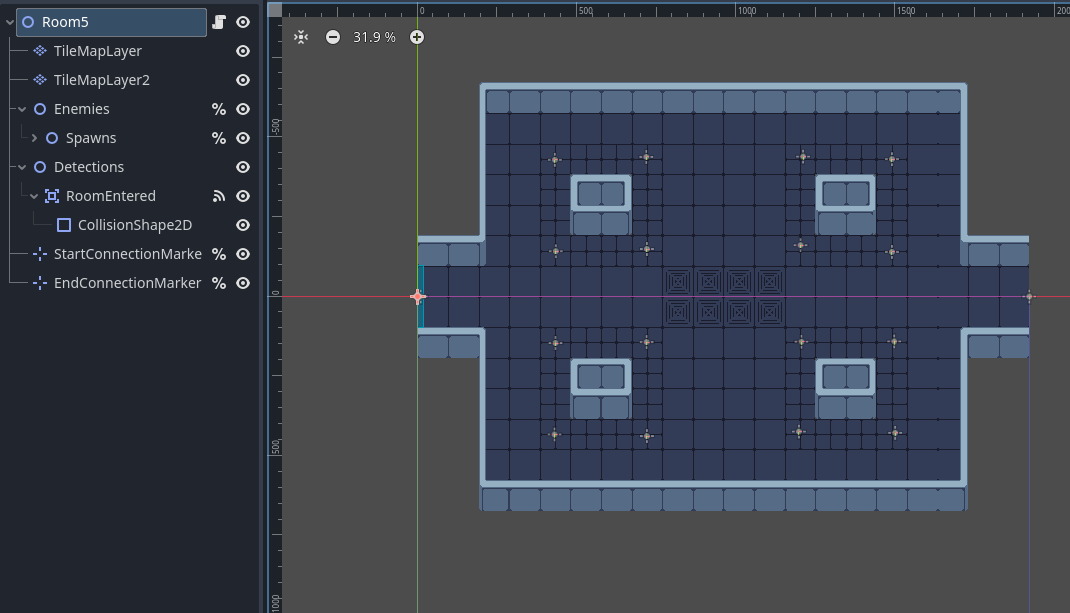 Room5
TileMapLayer
TileMapLayer2
Enemies
%
Spawns
%
Detections
RoomEntered
CollisionShape2D
StartConnectionMarke
%
EndConnectionMarker
%
31.9 %
0
500
1000
1500
200
-500
0
500
1000